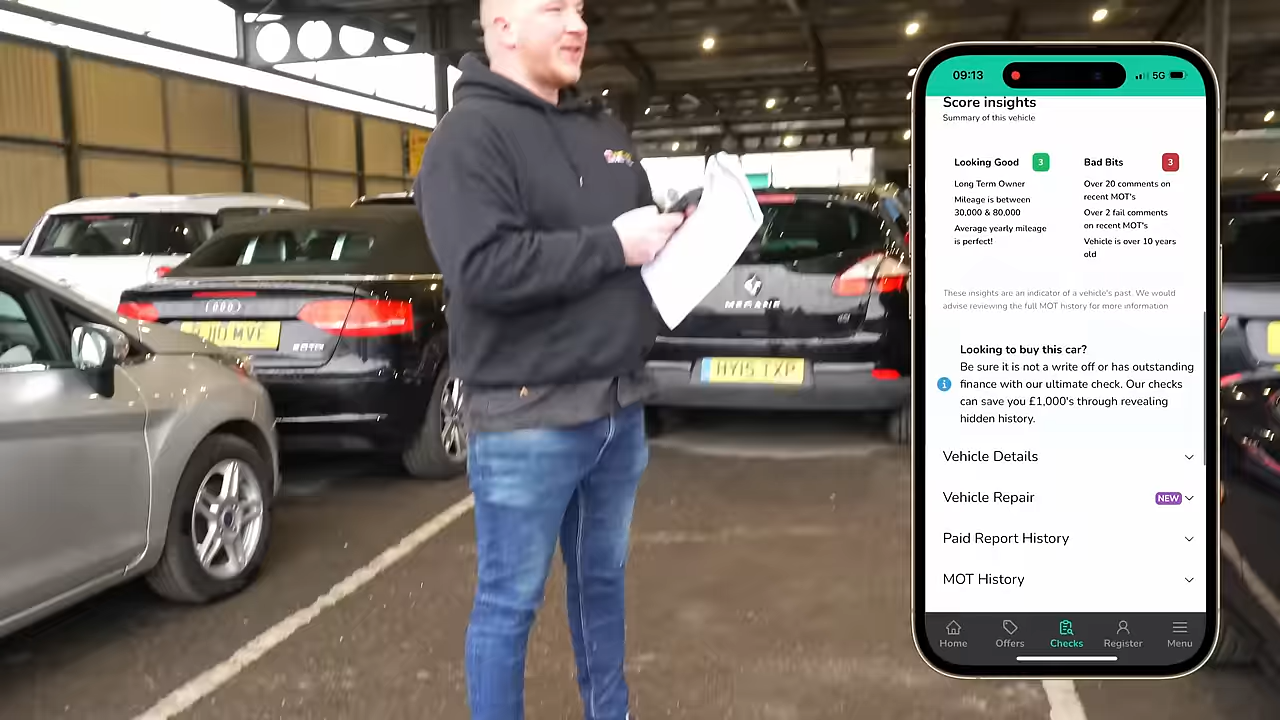 09:13
5G
Score insights
Summary of this vehicle
Looking Good 3
Long Term Owner
Mileage is between
30,000 & 80,000
Average yearly mileage
is perfect!
Bad Bits 3
Over 20 comments on
recent MOT's
Over 2 fail comments
on recent MOT's
Vehicle is over 10 years
old
These insights are an indicator of a vehicle's past. We would
advise reviewing the full MOT history for more information
Looking to buy this car?
Be sure it is not a write off or has outstanding
finance with our ultimate check. Our checks
can save you £1,000's through revealing
hidden history.
Vehicle Details
Vehicle Repair NEW
Paid Report History
MOT History
Home
Offers
Checks
Register
Menu
MEGANE
HY15 TXP